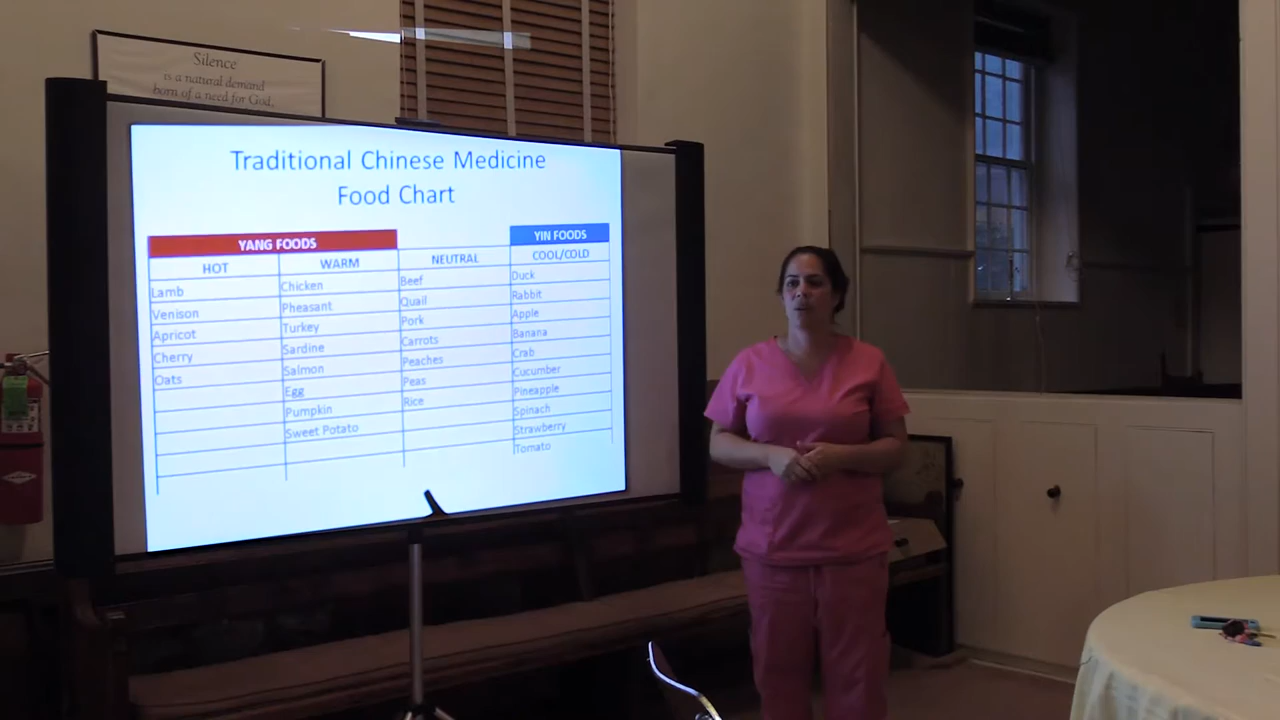 Silence
is a natural demand
born of a need for God,
Traditional Chinese Medicine
Food Chart
YANG FOODS
YIN FOODS
HOT
WARM
NEUTRAL
COOL/COLD
Lamb
Chicken
Beef
Duck
Venison
Pheasant
Quail
Rabbit
Apricot
Turkey
Pork
Apple
Cherry
Sardine
Carrots
Banana
Oats
Salmon
Peaches
Crab
Egg
Peas
Cucumber
Pumpkin
Rice
Pineapple
Sweet Potato
Spinach
Strawberry
Tomato